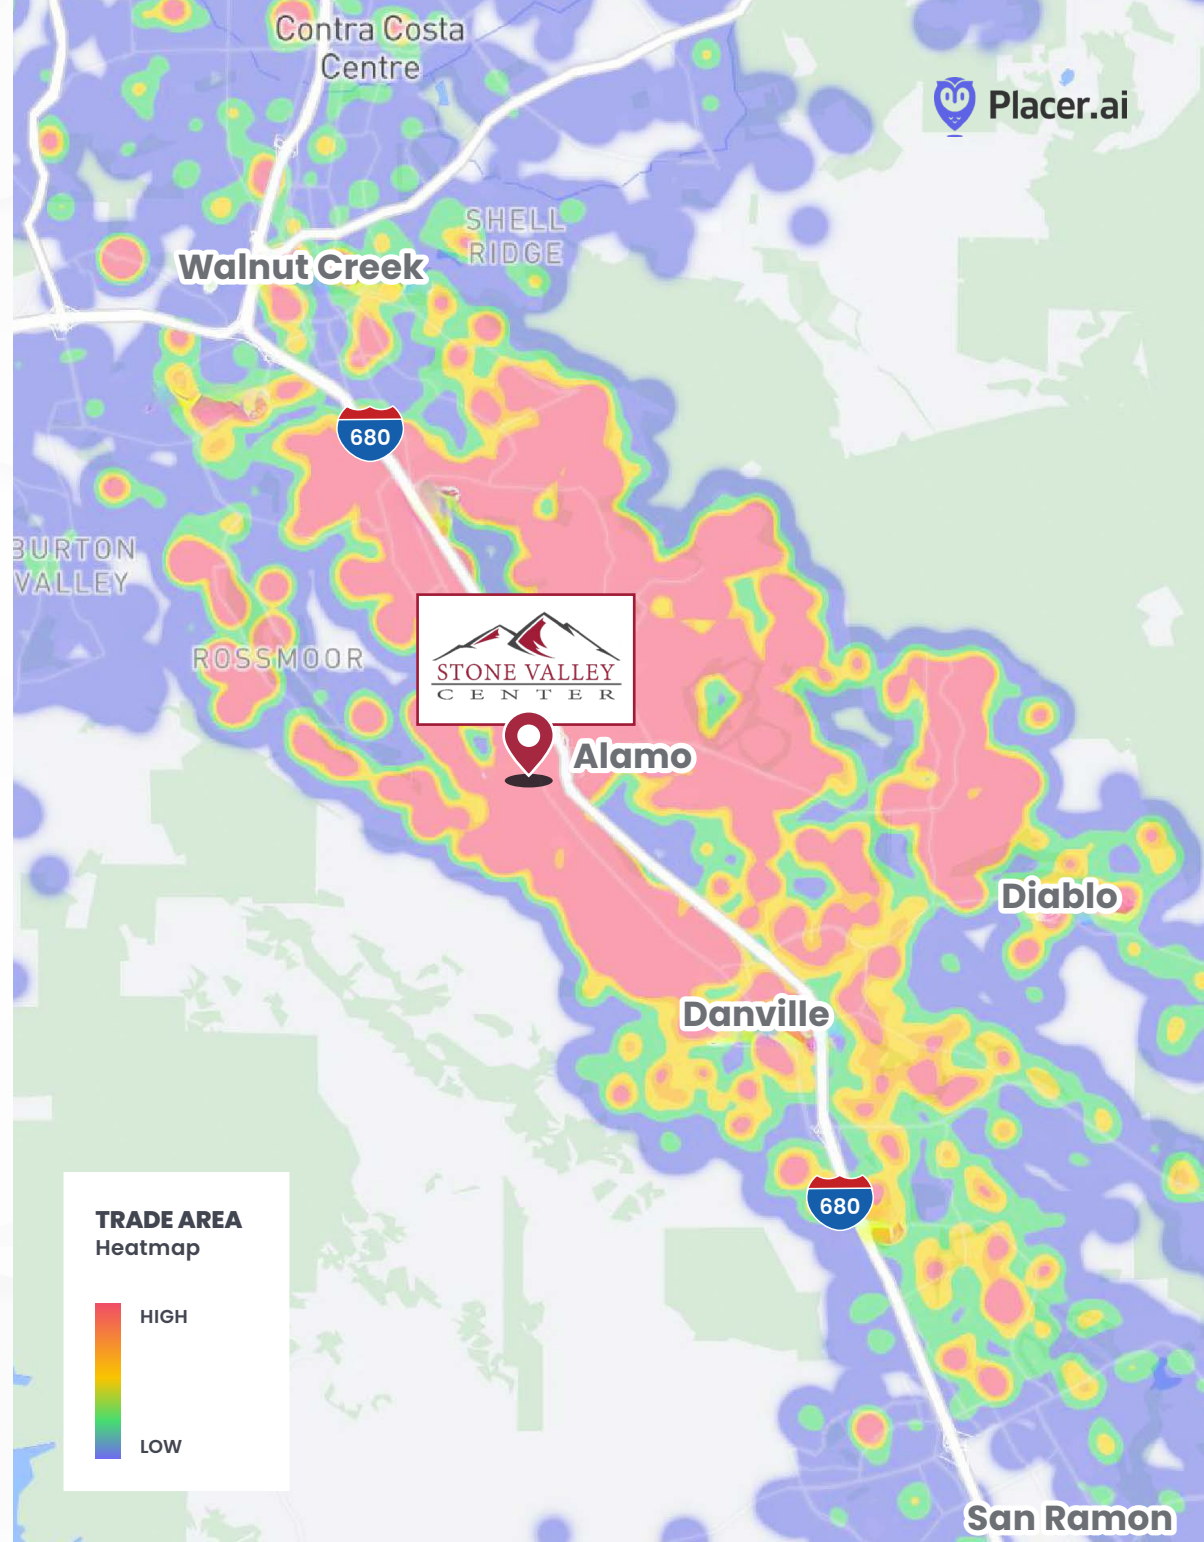 Contra Costa
Centre
Placer.ai
SHELL
RIDGE
Walnut Creek
680
BURTON
VALLEY
ROSSMOOR
STONE VALLEY
CENTER
Alamo
Diablo
Danville
680
TRADE AREA
Heatmap
HIGH
LOW
San Ramon